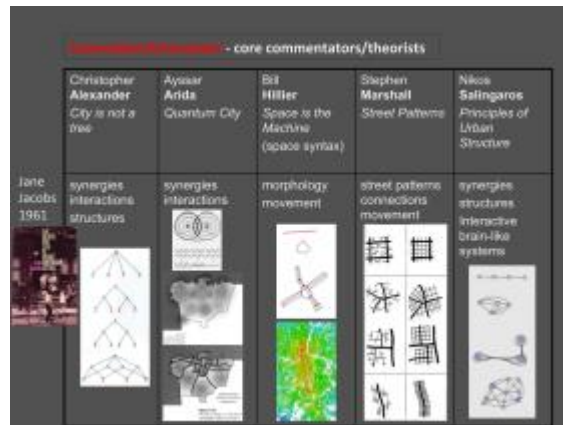 - core commentators/theorists
Christopher
Alexander
City is not a
tree
Ayssar
Arida
Quantum City
Bill
Hillier
Space is the
Machine
(space syntax)
Stephen
Marshall
Street Patterns
Nikos
Salingaros
Principles of
Urban
Structure
Jane
Jacobs
1961
synergies
interactions
structures
synergies
interactions
morphology
movement
street patterns
connections
movement
synergies
structures
Interactive
brain-like
systems